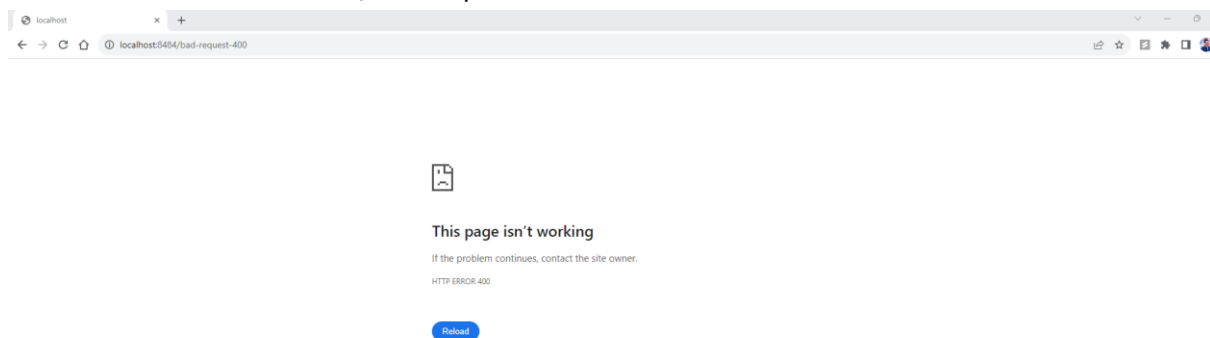 localhost
localhost:8484/bad-request-400
This page isn't working
If the problem continues, contact the site owner.
HTTP ERROR 400
Reload